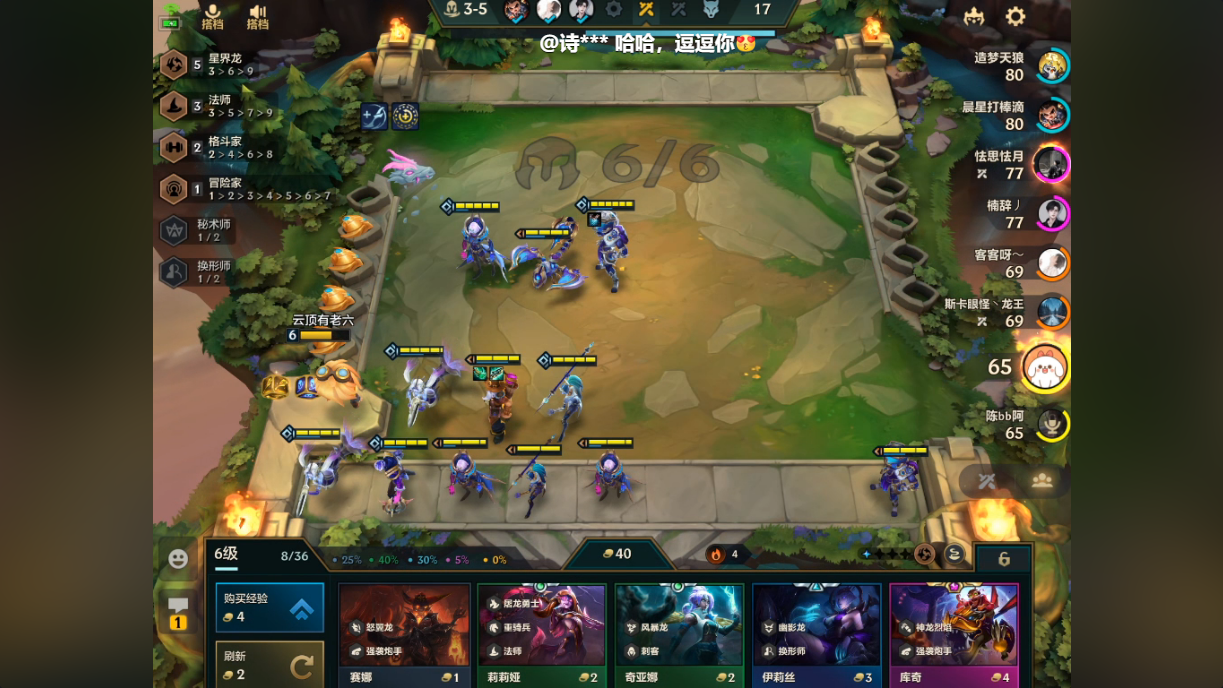 搭档
搭档
3-5
17
@诗*** 哈哈，逗逗你
5
星界龙
3 > 6 > 9
3
法师
3 > 5 > 7 > 9
2
格斗家
2 > 4 > 6 > 8
1
冒险家
1 > 2 > 3 > 4 > 5 > 6 > 7
秘术师
1 / 2
换形师
1 / 2
6/6
造梦天狼
80
晨星打棒滴
80
怯思怯月
77
楠辞丿
77
客客呀～
69
斯卡眼怪丶龙王
69
65
陈bb阿
65
云顶有老六
6
1
6级
8/36
25%
40%
30%
5%
0%
40
4
6
购买经验
4
刷新
2
1
怒翼龙
强袭炮手
赛娜
1
屠龙勇士
重骑兵
法师
莉莉娅
2
风暴龙
刺客
奇亚娜
2
幽影龙
换形师
伊莉丝
3
神龙烈焰
强袭炮手
库奇
4